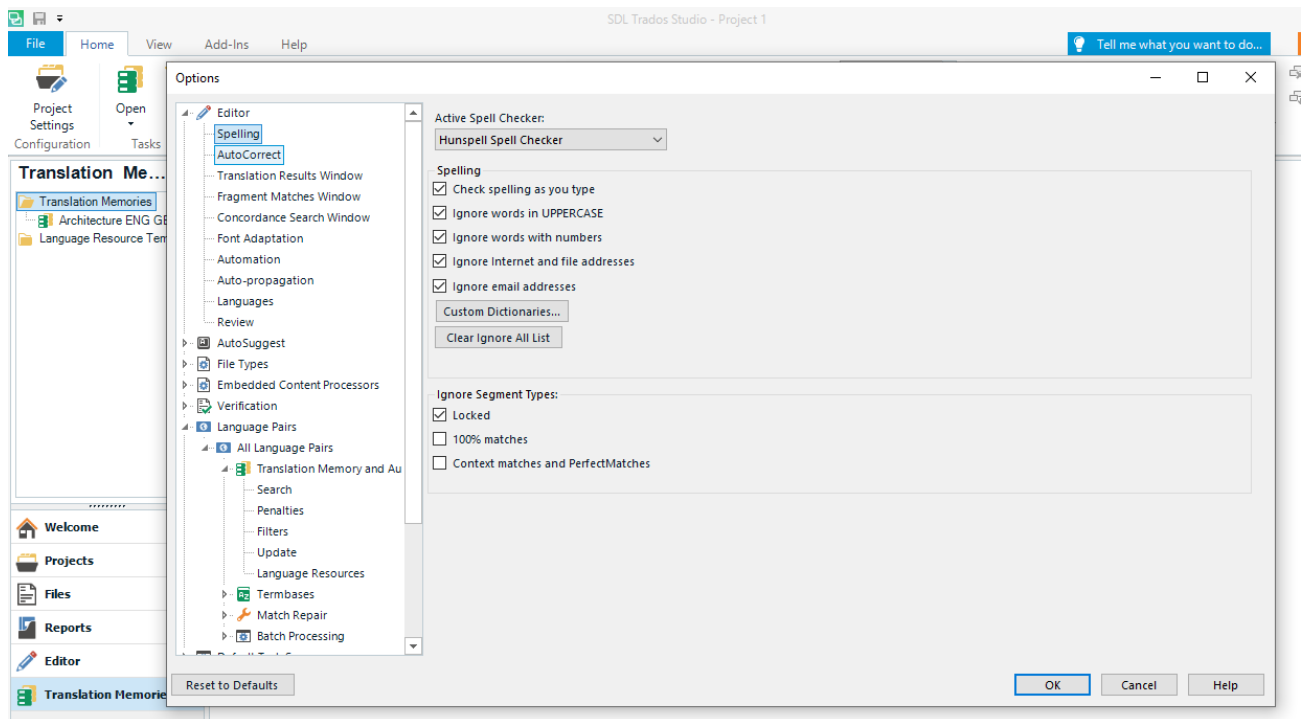 SDL Trados Studio - Project 1
File Home View Add-Ins Help
Tell me what you want to do...
Project Settings
Open
Configuration
Tasks
Translation Me...
Translation Memories
Architecture ENG GE
Language Resource Tem
Welcome
Projects
Files
Reports
Editor
Translation Memorie
Options
Editor
Spelling
AutoCorrect
Translation Results Window
Fragment Matches Window
Concordance Search Window
Font Adaptation
Automation
Auto-propagation
Languages
Review
AutoSuggest
File Types
Embedded Content Processors
Verification
Language Pairs
All Language Pairs
Translation Memory and Au
Search
Penalties
Filters
Update
Language Resources
Termbases
Match Repair
Batch Processing
Active Spell Checker:
Hunspell Spell Checker
Spelling
Check spelling as you type
Ignore words in UPPERCASE
Ignore words with numbers
Ignore Internet and file addresses
Ignore email addresses
Custom Dictionaries...
Clear Ignore All List
Ignore Segment Types:
Locked
100% matches
Context matches and PerfectMatches
Reset to Defaults
OK
Cancel
Help